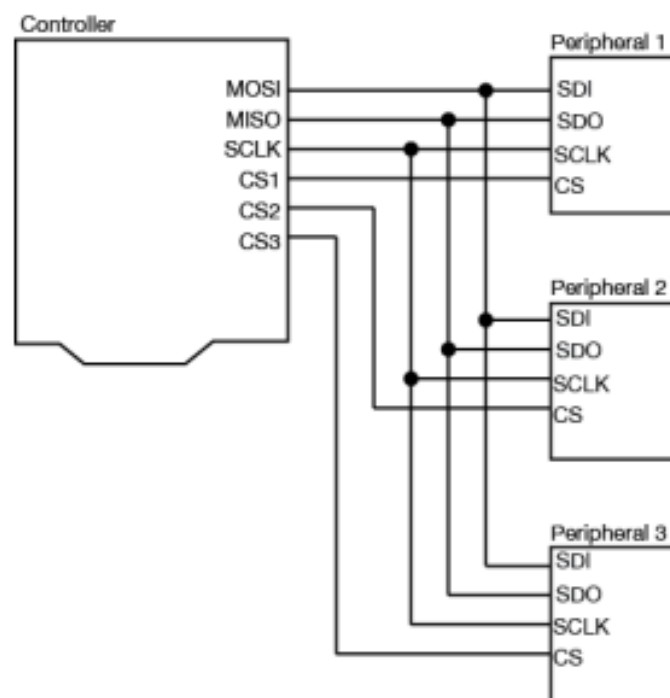 Controller
MOSI
MISO
SCLK
CS1
CS2
CS3
Peripheral 1
SDI
SDO
SCLK
CS
Peripheral 2
SDI
SDO
SCLK
CS
Peripheral 3
SDI
SDO
SCLK
CS